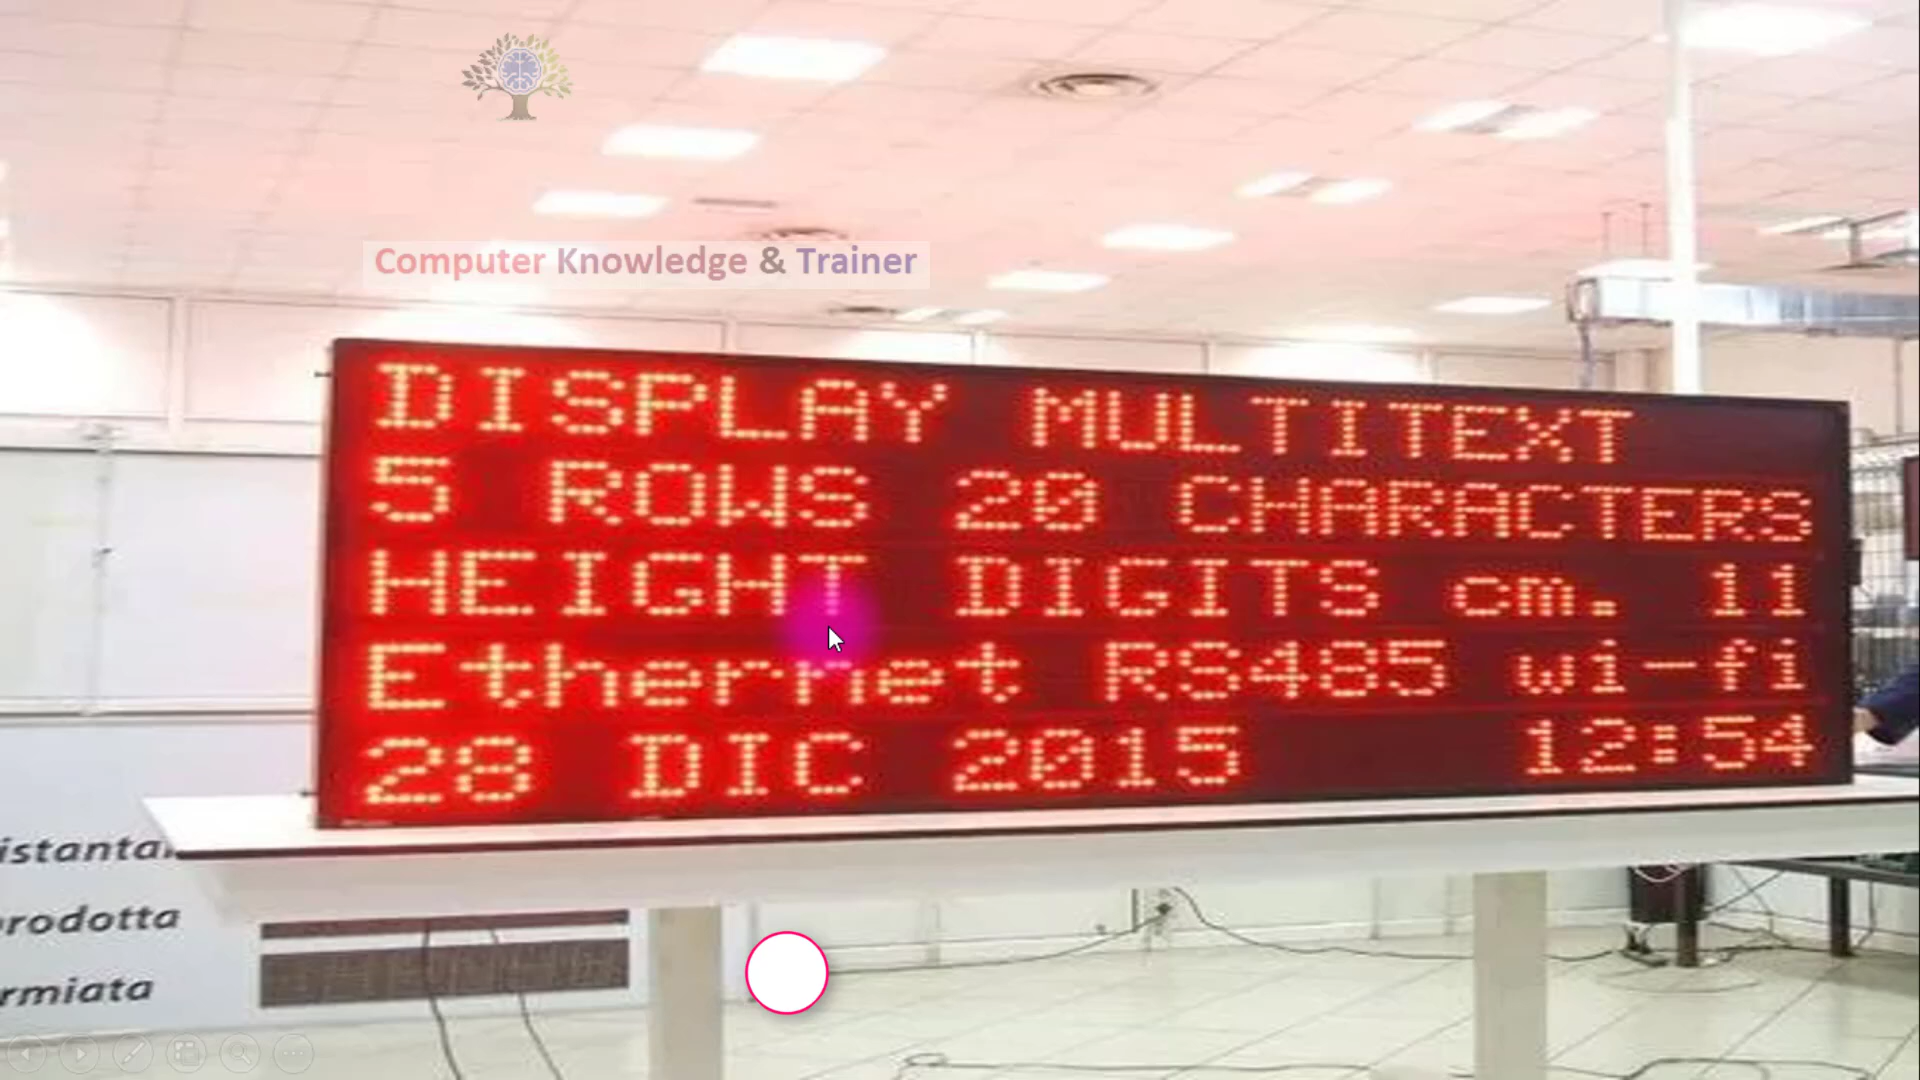 Computer Knowledge & Trainer
DISPLAY MULTITEXT
5 ROWS 20 CHARACTERS
HEIGHT DIGITS cm. 11
Ethernet RS485 wi-fi
28 DIC 2015 12:54
istanta
rodotta
rmiata